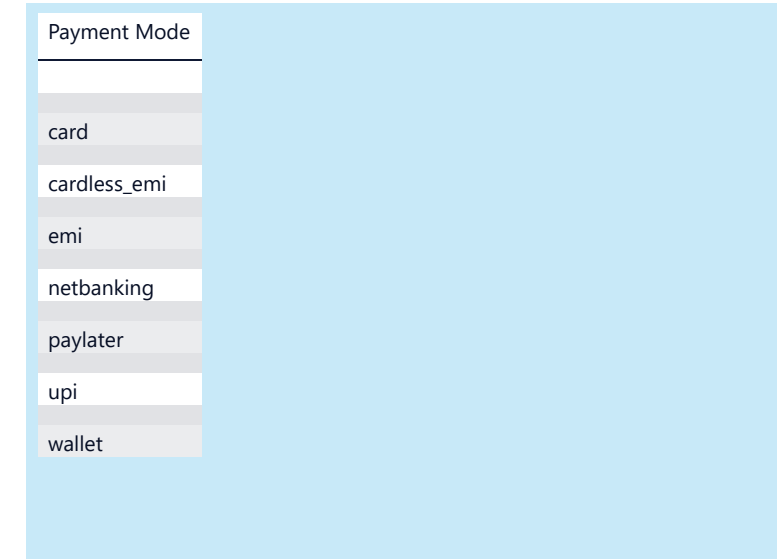 Payment Mode
card
cardless_emi
emi
netbanking
paylater
upi
wallet